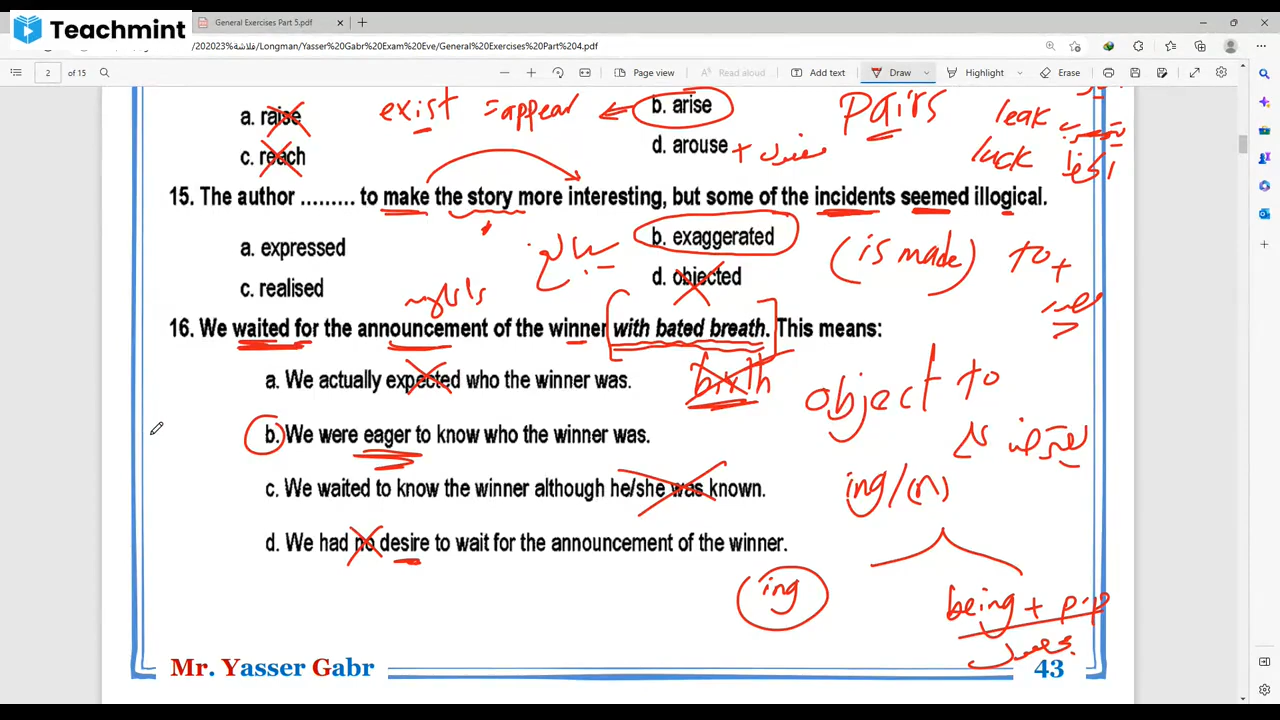 Teachmint
General Exercises Part 5.pdf
/202023%فلاشة/Longman/Yasser%20Gabr%20Exam%20Eve/General%20Exercises%20Part%204.pdf
2 of 15
Page view
Read aloud
Add text
Draw
Highlight
Erase
a. raise
exist = appear
b. arise
pairs
leak
c. reach
d. arouse
+ مفعول
luck
15. The author ......... to make the story more interesting, but some of the incidents seemed illogical.
a. expressed
b. exaggerated
(is made) to +
c. realised
d. objected
16. We waited for the announcement of the winner with bated breath. This means:
a. We actually expected who the winner was.
birth
object to
b. We were eager to know who the winner was.
c. We waited to know the winner although he/she was known.
ing/(n)
d. We had no desire to wait for the announcement of the winner.
ing
being + p.p
Mr. Yasser Gabr
43